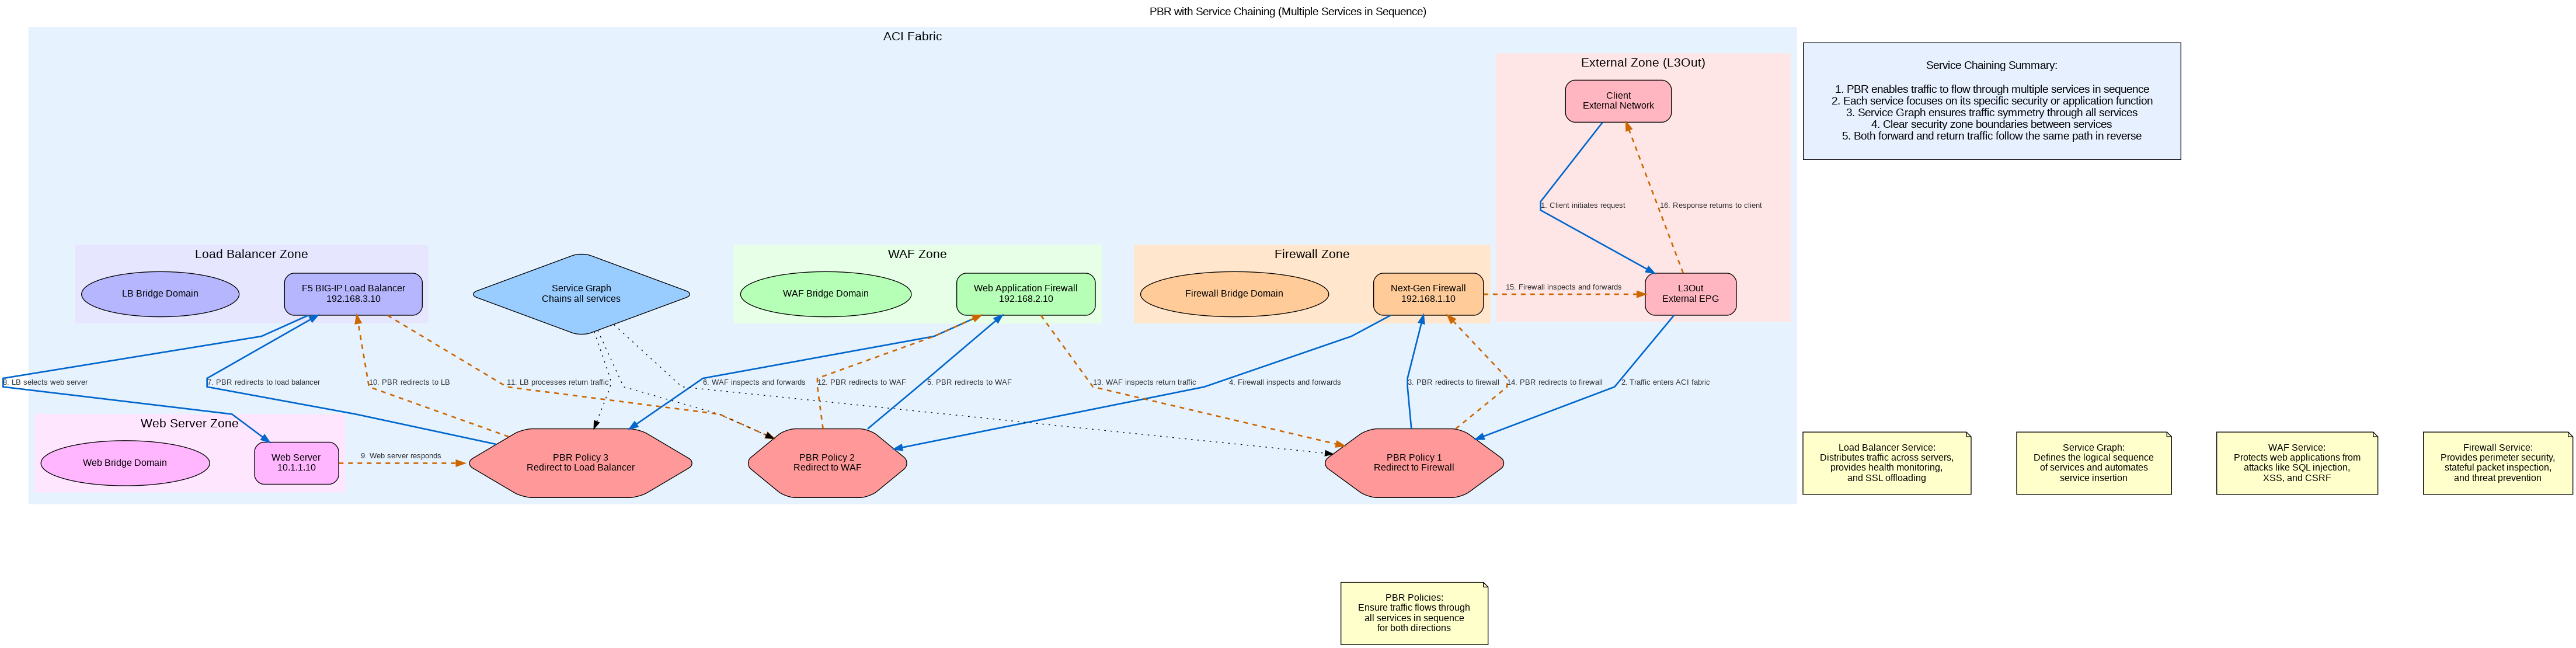 PBR with Service Chaining (Multiple Services in Sequence)
ACI Fabric
External Zone (L3Out)
Client
External Network
Service Chaining Summary:
1. PBR enables traffic to flow through multiple services in sequence
2. Each service focuses on its specific security or application function
3. Service Graph ensures traffic symmetry through all services
4. Clear security zone boundaries between services
5. Both forward and return traffic follow the same path in reverse
1. Client initiates request
16. Response returns to client
Load Balancer Zone
LB Bridge Domain
F5 BIG-IP Load Balancer
192.168.3.10
Service Graph
Chains all services
WAF Zone
WAF Bridge Domain
Web Application Firewall
192.168.2.10
Firewall Zone
Firewall Bridge Domain
Next-Gen Firewall
192.168.1.10
15. Firewall inspects and forwards
L3Out
External EPG
8. LB selects web server
7. PBR redirects to load balancer
10. PBR redirects to LB
11. LB processes return traffic
6. WAF inspects and forwards
12. PBR redirects to WAF
5. PBR redirects to WAF
13. WAF inspects return traffic
4. Firewall inspects and forwards
3. PBR redirects to firewall
14. PBR redirects to firewall
2. Traffic enters ACI fabric
Web Server Zone
Web Bridge Domain
Web Server
10.1.1.10
9. Web server responds
PBR Policy 3
Redirect to Load Balancer
PBR Policy 2
Redirect to WAF
PBR Policy 1
Redirect to Firewall
Load Balancer Service:
Distributes traffic across servers,
provides health monitoring,
and SSL offloading
Service Graph:
Defines the logical sequence
of services and automates
service insertion
WAF Service:
Protects web applications from
attacks like SQL injection,
XSS, and CSRF
Firewall Service:
Provides perimeter security,
stateful packet inspection,
and threat prevention
PBR Policies:
Ensure traffic flows through
all services in sequence
for both directions